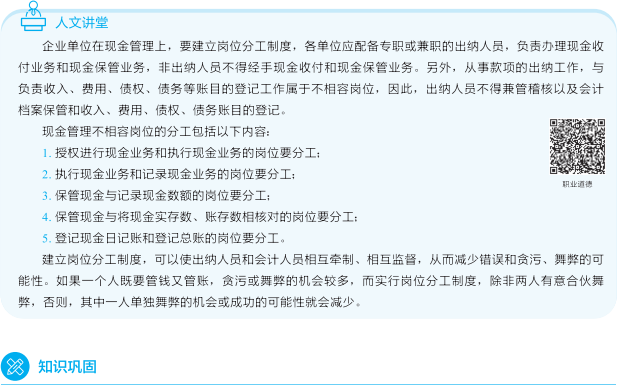 人文讲堂
企业单位在现金管理上，要建立岗位分工制度，各单位应配备专职或兼职的出纳人员，负责办理现金收
付业务和现金保管业务，非出纳人员不得经手现金收付和现金保管业务。另外，从事款项的出纳工作，与
负责收入、费用、债权、债务等账目的登记工作属于不相容岗位，因此，出纳人员不得兼管稽核以及会计
档案保管和收入、费用、债权、债务账目的登记。
现金管理不相容岗位的分工包括以下内容：
1. 授权进行现金业务和执行现金业务的岗位要分工；
2. 执行现金业务和记录现金业务的岗位要分工；
3. 保管现金与记录现金数额的岗位要分工；
4. 保管现金与将现金实存数、账存数相核对的岗位要分工；
5. 登记现金日记账和登记总账的岗位要分工。
职业道德
建立岗位分工制度，可以使出纳人员和会计人员相互牵制、相互监督，从而减少错误和贪污、舞弊的可
能性。如果一个人既要管钱又管账，贪污或舞弊的机会较多，而实行岗位分工制度，除非两人有意合伙舞
弊，否则，其中一人单独舞弊的机会或成功的可能性就会减少。
知识巩固